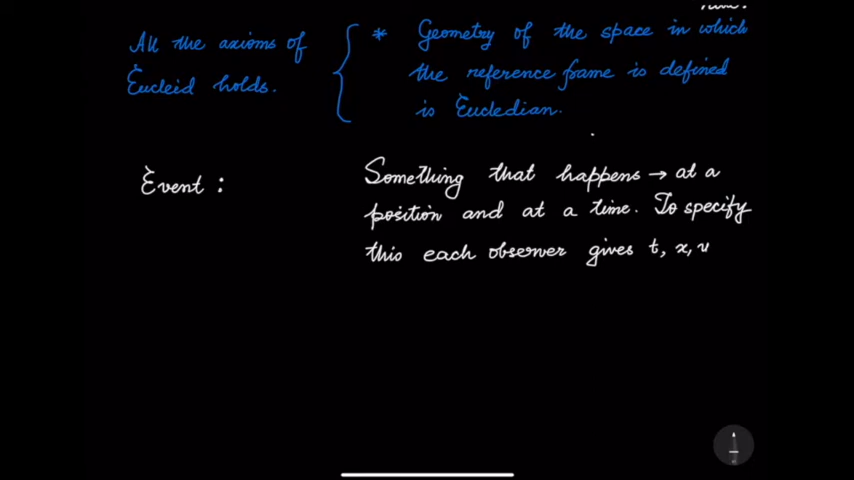 All the axioms of
Eucleid holds.
* Geometry of the space in which
the reference frame is defined
is Eucledian.
Event :
Something that happens → at a
position and at a time. To specify
this each observer gives t, x, v